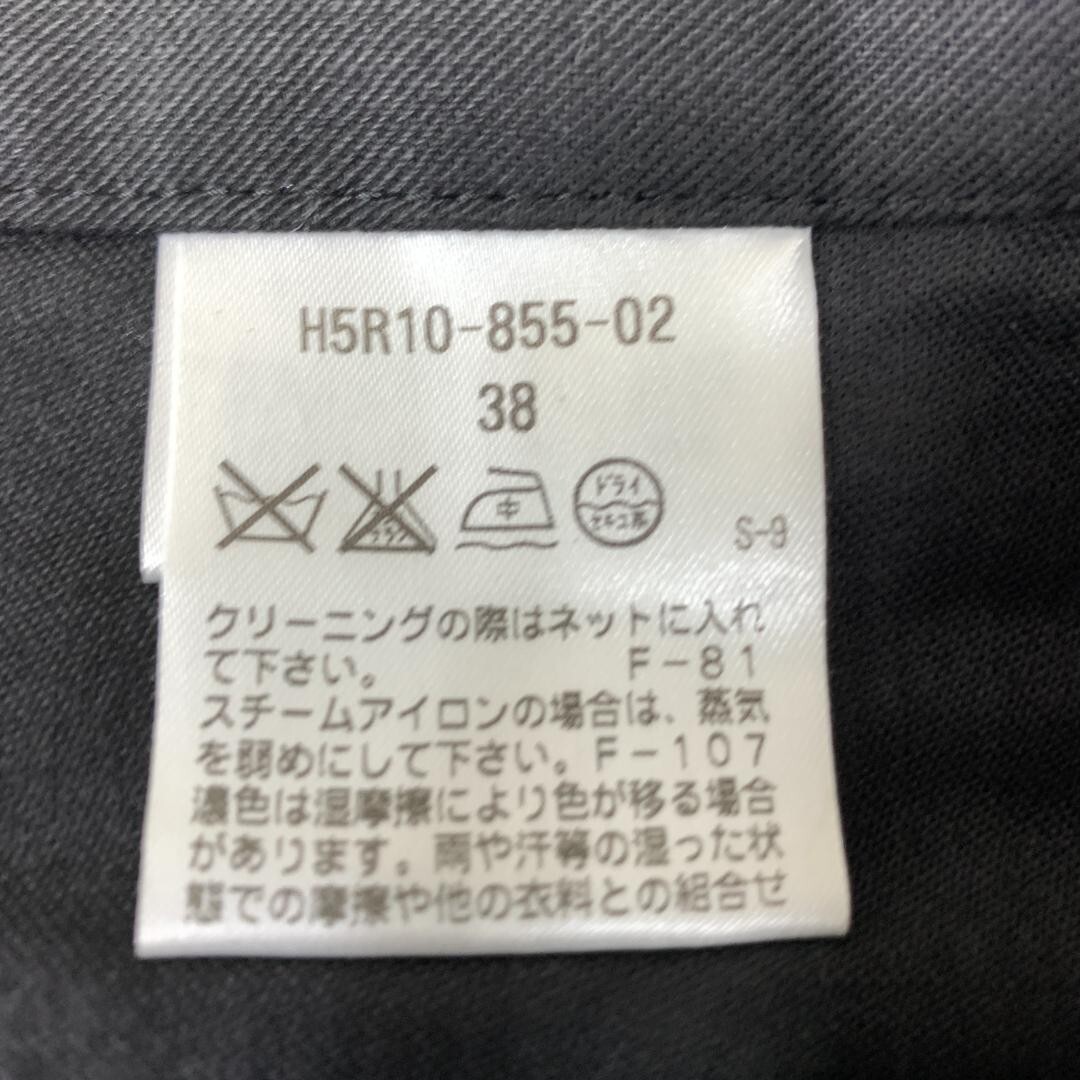 H5R10-855-02
38
中
ドライ
セキユ系
S-9
クリーニングの際はネットに入れ
て下さい。 F-81
スチームアイロンの場合は、蒸気
を弱めにして下さい。F-107
濃色は湿摩擦により色が移る場合
があります。雨や汗等の湿った状
態での摩擦や他の衣料との組合せ